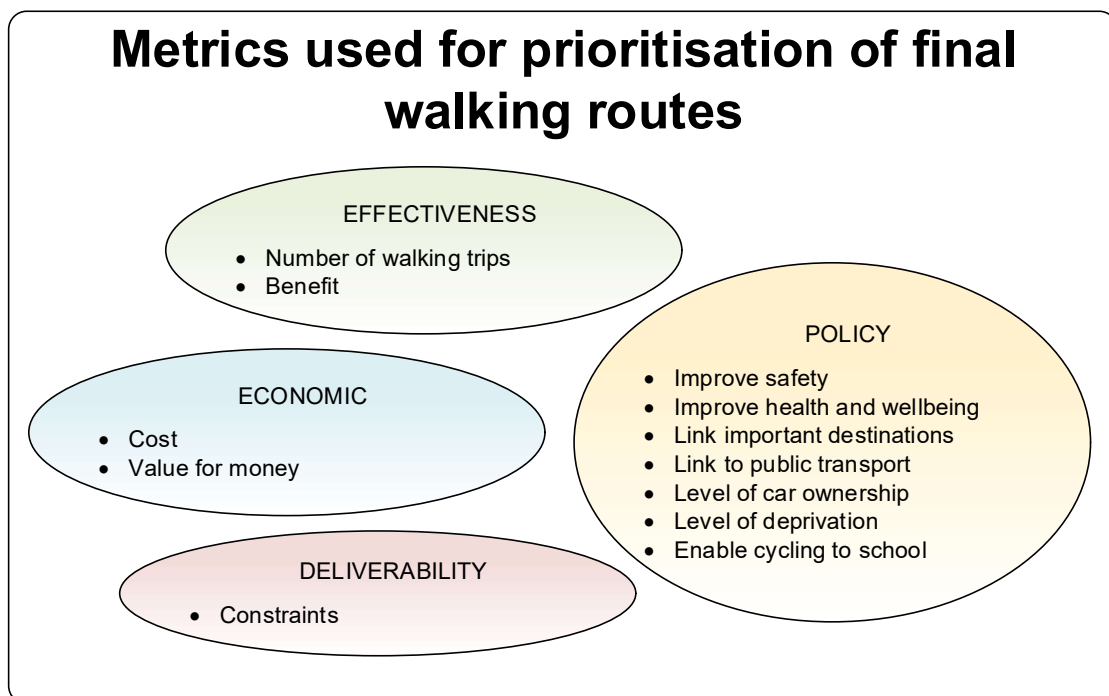 Metrics used for prioritisation of final
walking routes
EFFECTIVENESS
• Number of walking trips
• Benefit
ECONOMIC
• Cost
• Value for money
DELIVERABILITY
• Constraints
POLICY
• Improve safety
• Improve health and wellbeing
• Link important destinations
• Link to public transport
• Level of car ownership
• Level of deprivation
• Enable cycling to school